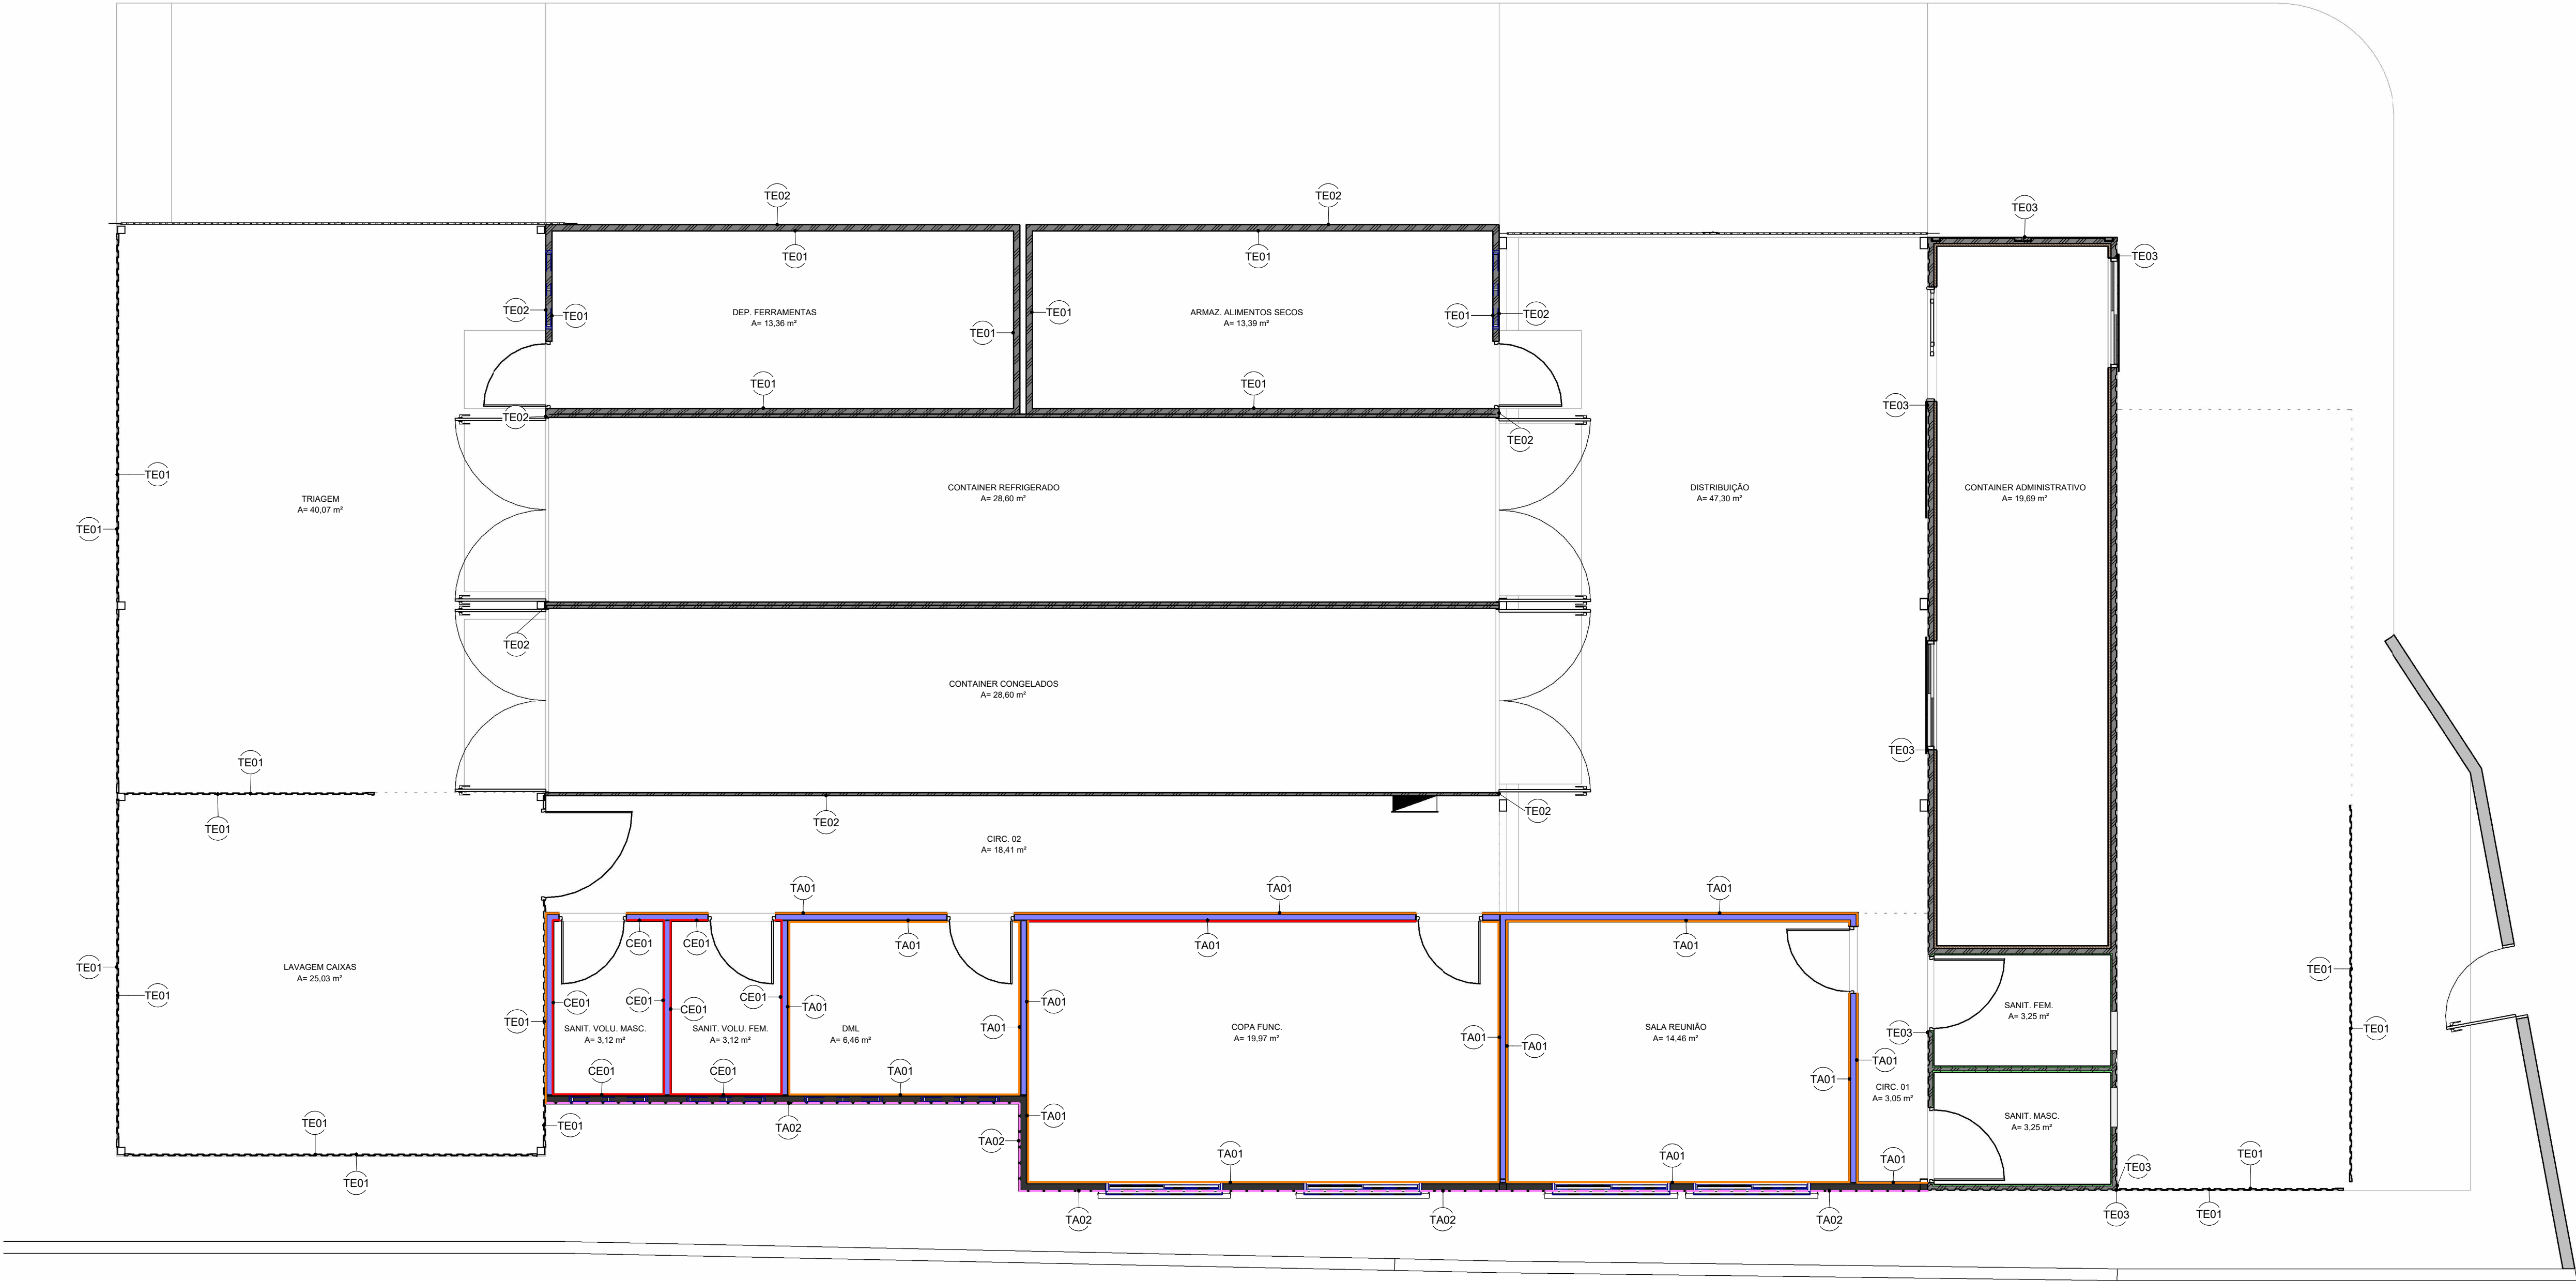 TE02
TE02
TE03
TE01
TE01
TE03
TE02
TE01
DEP. FERRAMENTAS
A= 13,36 m²
TE01
TE01
ARMAZ. ALIMENTOS SECOS
A= 13,39 m²
TE01
TE02
TE01
TE01
TE02
TE03
TE02
TE01
TRIAGEM
A= 40,07 m²
CONTAINER REFRIGERADO
A= 28,60 m²
DISTRIBUIÇÃO
A= 47,30 m²
CONTAINER ADMINISTRATIVO
A= 19,69 m²
TE01
TE02
CONTAINER CONGELADOS
A= 28,60 m²
TE03
TE01
TE01
TE02
TE02
CIRC. 02
A= 18,41 m²
TA01
TA01
TA01
CE01
CE01
TA01
TA01
TA01
TE01
LAVAGEM CAIXAS
A= 25,03 m²
TE01
TE01
CE01
CE01
CE01
CE01
TA01
TA01
TE01
SANIT. VOLU. MASC.
A= 3,12 m²
SANIT. VOLU. FEM.
A= 3,12 m²
DML
A= 6,46 m²
TA01
COPA FUNC.
A= 19,97 m²
TA01
TA01
SALA REUNIÃO
A= 14,46 m²
TE03
SANIT. FEM.
A= 3,25 m²
TE01
CE01
CE01
TA01
TA01
TA01
CIRC. 01
A= 3,05 m²
TE01
TE01
TA02
TA02
TA01
SANIT. MASC.
A= 3,25 m²
TA01
TA01
TA01
TE03
TE01
TE01
TA02
TA02
TA02
TE03
TE01